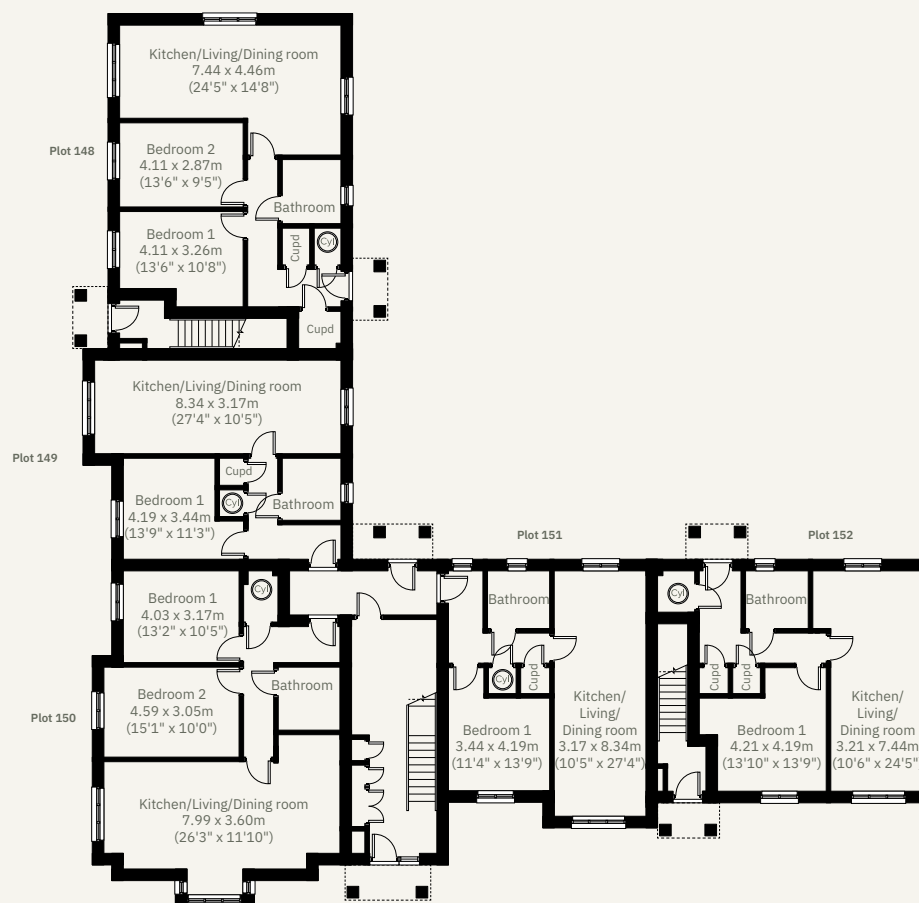 Kitchen/Living/Dining room
7.44 x 4.46m
(24'5" x 14'8")
Plot 148
Bedroom 2
4.11 x 2.87m
(13'6" x 9'5")
Bathroom
Bedroom 1
4.11 x 3.26m
(13'6" x 10'8")
Cupd
Cyl
Cupd
Kitchen/Living/Dining room
8.34 x 3.17m
(27'4" x 10'5")
Plot 149
Cupd
Cyl
Bathroom
Bedroom 1
4.19 x 3.44m
(13'9" x 11'3")
Plot 151
Plot 152
Bedroom 1
4.03 x 3.17m
(13'2" x 10'5")
Cyl
Bathroom
Cyl
Bathroom
Plot 150
Bedroom 2
4.59 x 3.05m
(15'1" x 10'0")
Bathroom
Cyl
Cupd
Cupd
Cupd
Kitchen/
Living/
Dining room
3.17 x 8.34m
(10'5" x 27'4")
Bedroom 1
3.44 x 4.19m
(11'4" x 13'9")
Bedroom 1
4.21 x 4.19m
(13'10" x 13'9")
Kitchen/
Living/
Dining room
3.21 x 7.44m
(10'6" x 24'5"
Kitchen/Living/Dining room
7.99 x 3.60m
(26'3" x 11'10")